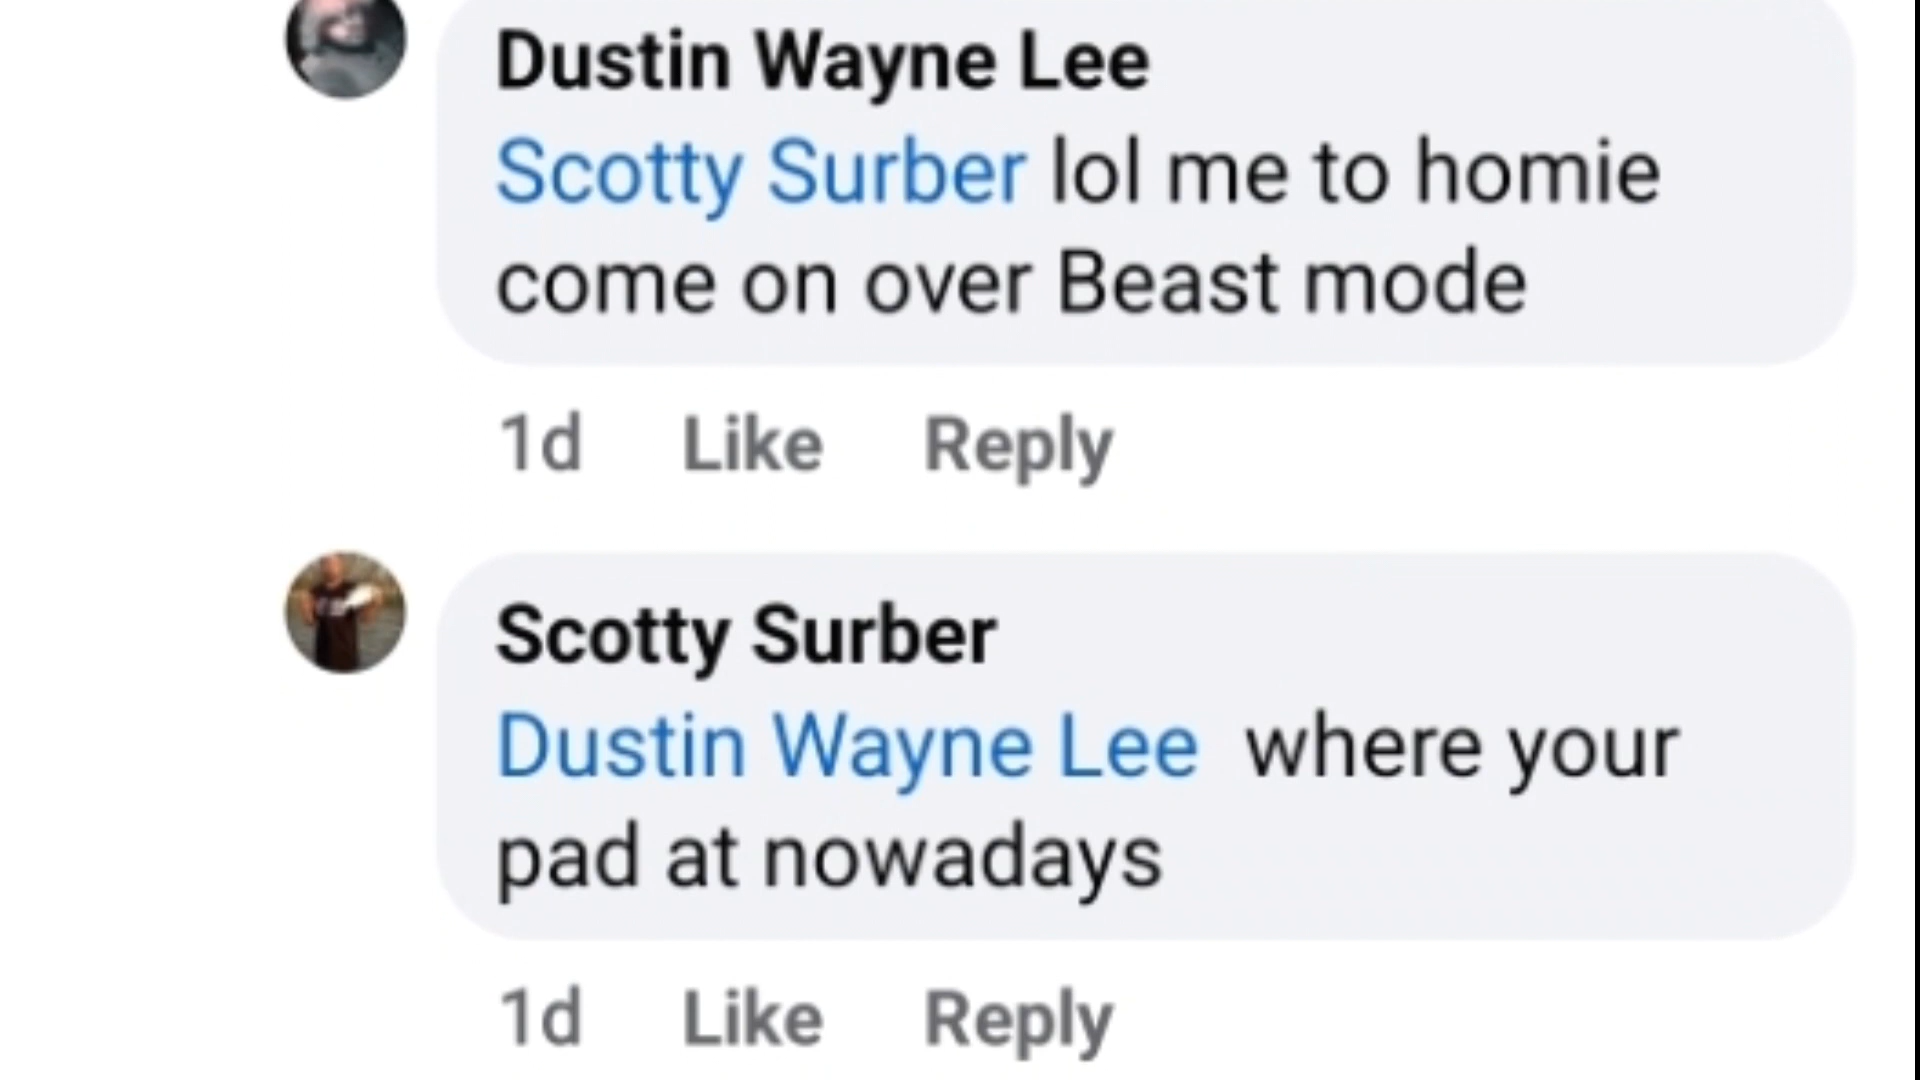 Dustin Wayne Lee
Scotty Surber lol me to homie
come on over Beast mode
1d Like Reply
Scotty Surber
Dustin Wayne Lee where your
pad at nowadays
1d Like Reply